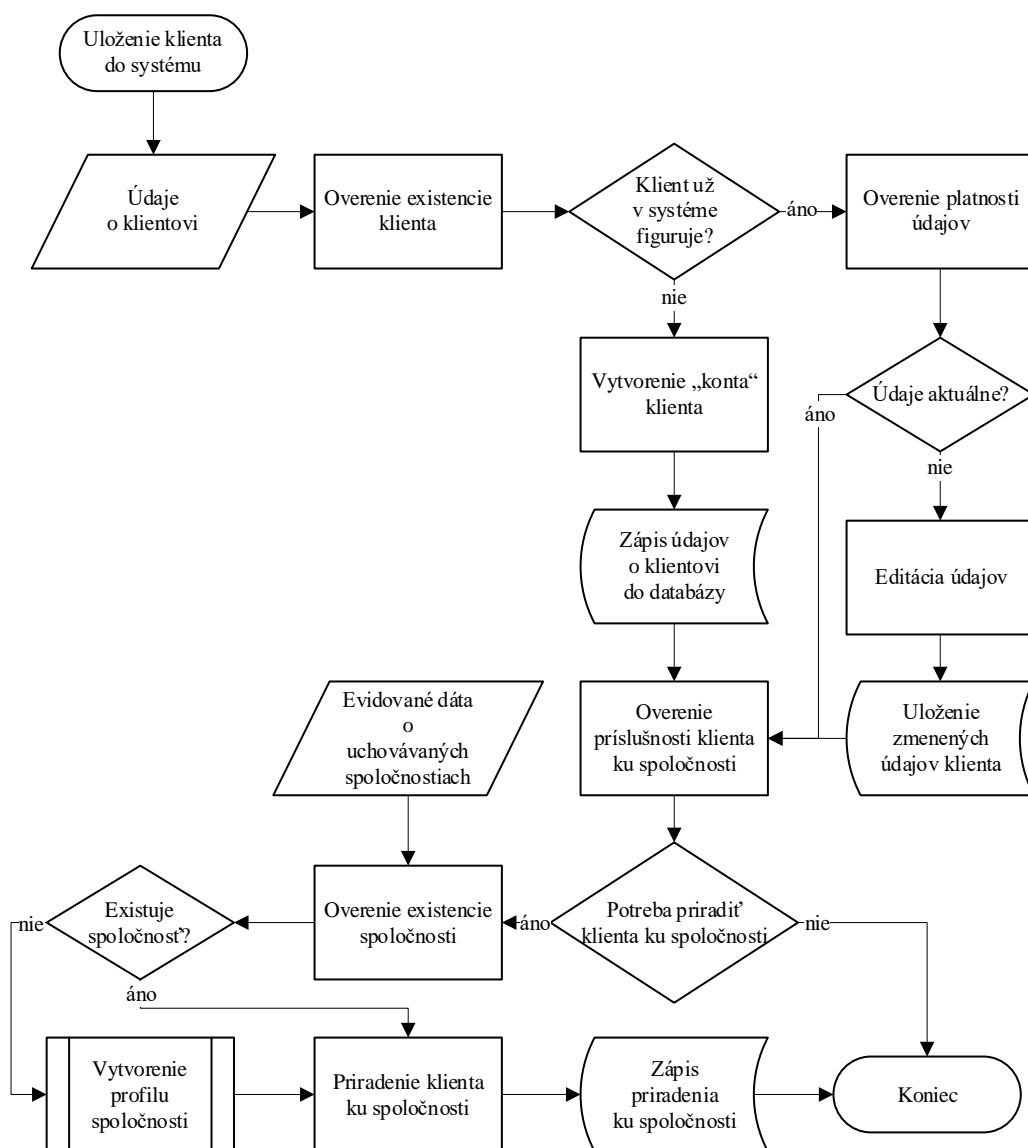 Uloženie klienta
do systému
Údaje
o klientovi
Overenie existencie
klienta
Klient už
v systéme
figuruje?
áno
Overenie platnosti
údajov
nie
Vytvorenie „konta“
klienta
Údaje aktuálne?
áno
nie
Zápis údajov
o klientovi
do databázy
Editácia údajov
Evidované dáta
o
uchovávaných
spoločnostiach
Overenie
príslušnosti klienta
ku spoločnosti
Uloženie
zmenených
údajov klienta
Existuje
spoločnosť?
nie
áno
Overenie existencie
spoločnosti
áno
Potreba priradiť
klienta ku spoločnosti
nie
Vytvorenie
profilu
spoločnosti
Priradenie klienta
ku spoločnosti
Zápis
priradenia
ku spoločnosti
Koniec